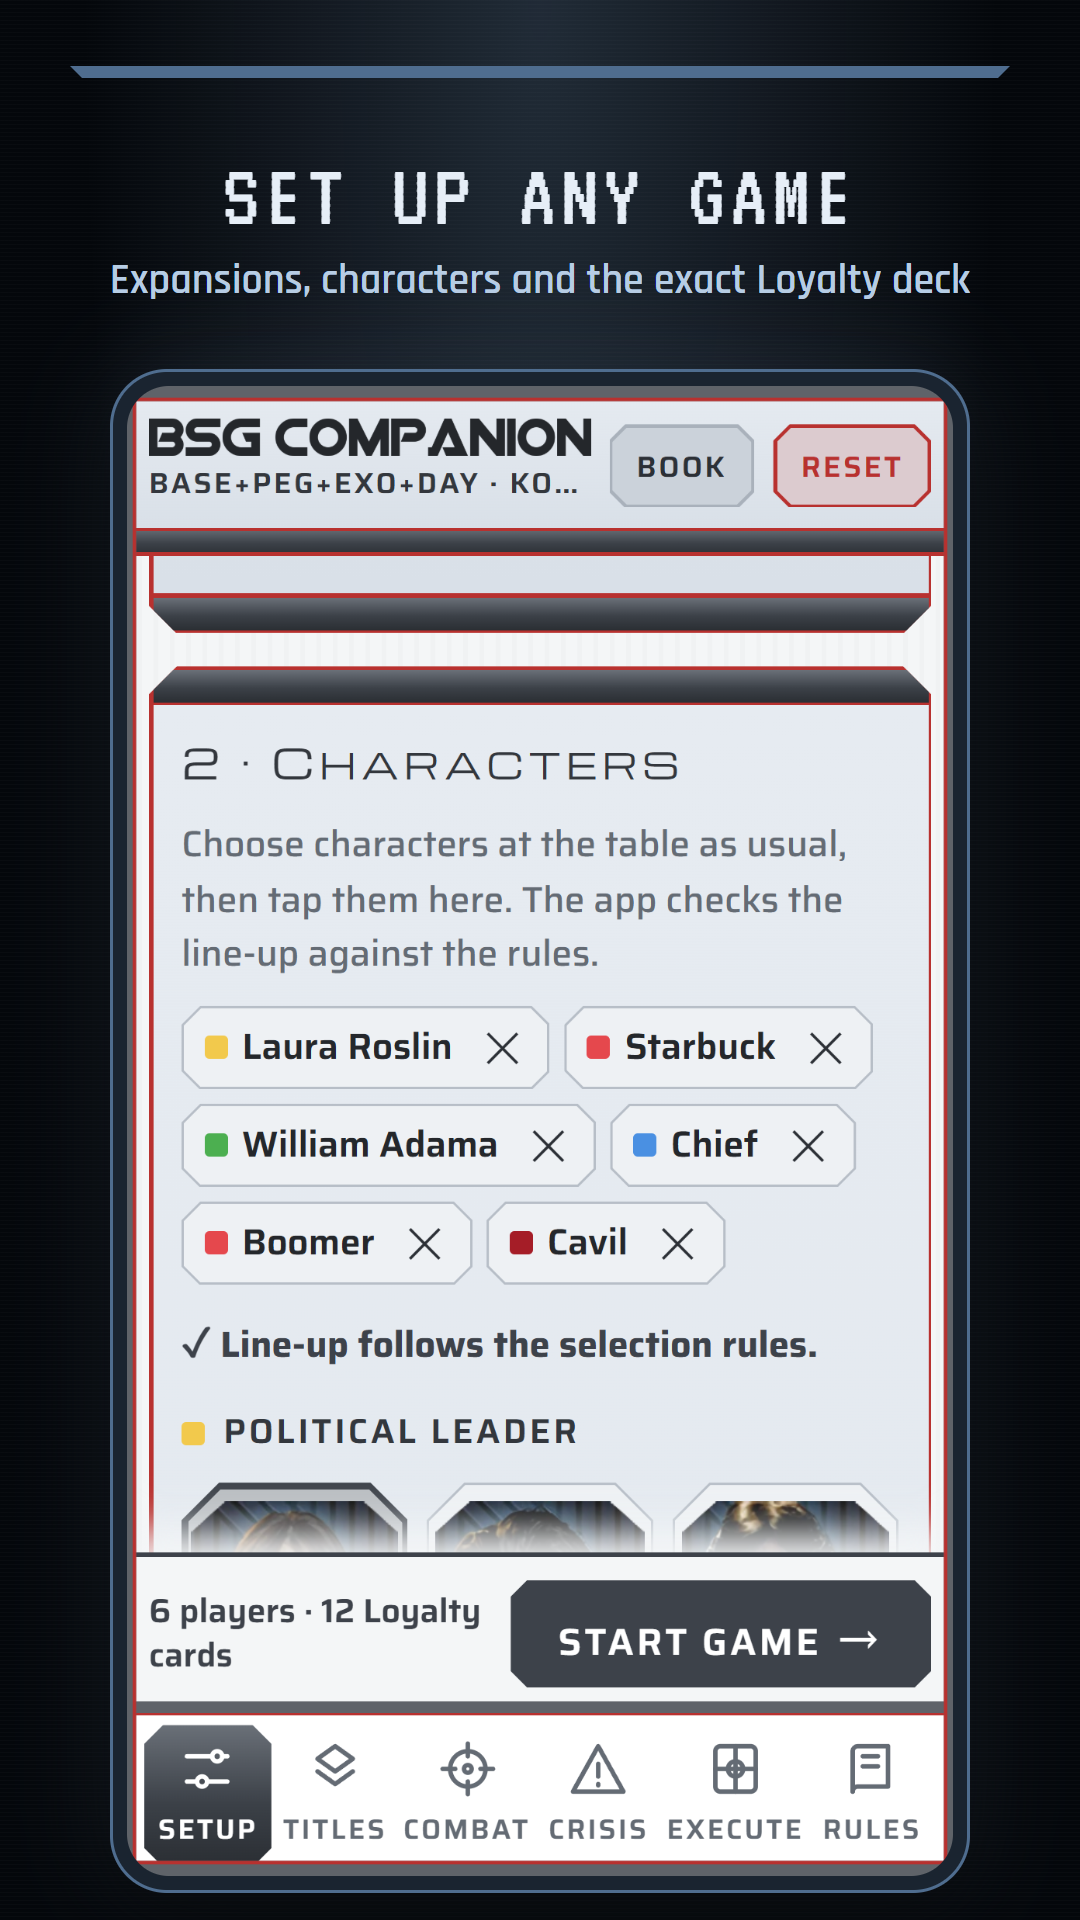 SET UP ANY GAME
Expansions, characters and the exact Loyalty deck
BSG COMPANION
BASE+PEG+EXO+DAY · KO...
BOOK
RESET
2 · CHARACTERS
Choose characters at the table as usual,
then tap them here. The app checks the
line-up against the rules.
Laura Roslin
Starbuck
William Adama
Chief
Boomer
Cavil
✓ Line-up follows the selection rules.
POLITICAL LEADER
6 players · 12 Loyalty
cards
START GAME →
SETUP
TITLES
COMBAT
CRISIS
EXECUTE
RULES